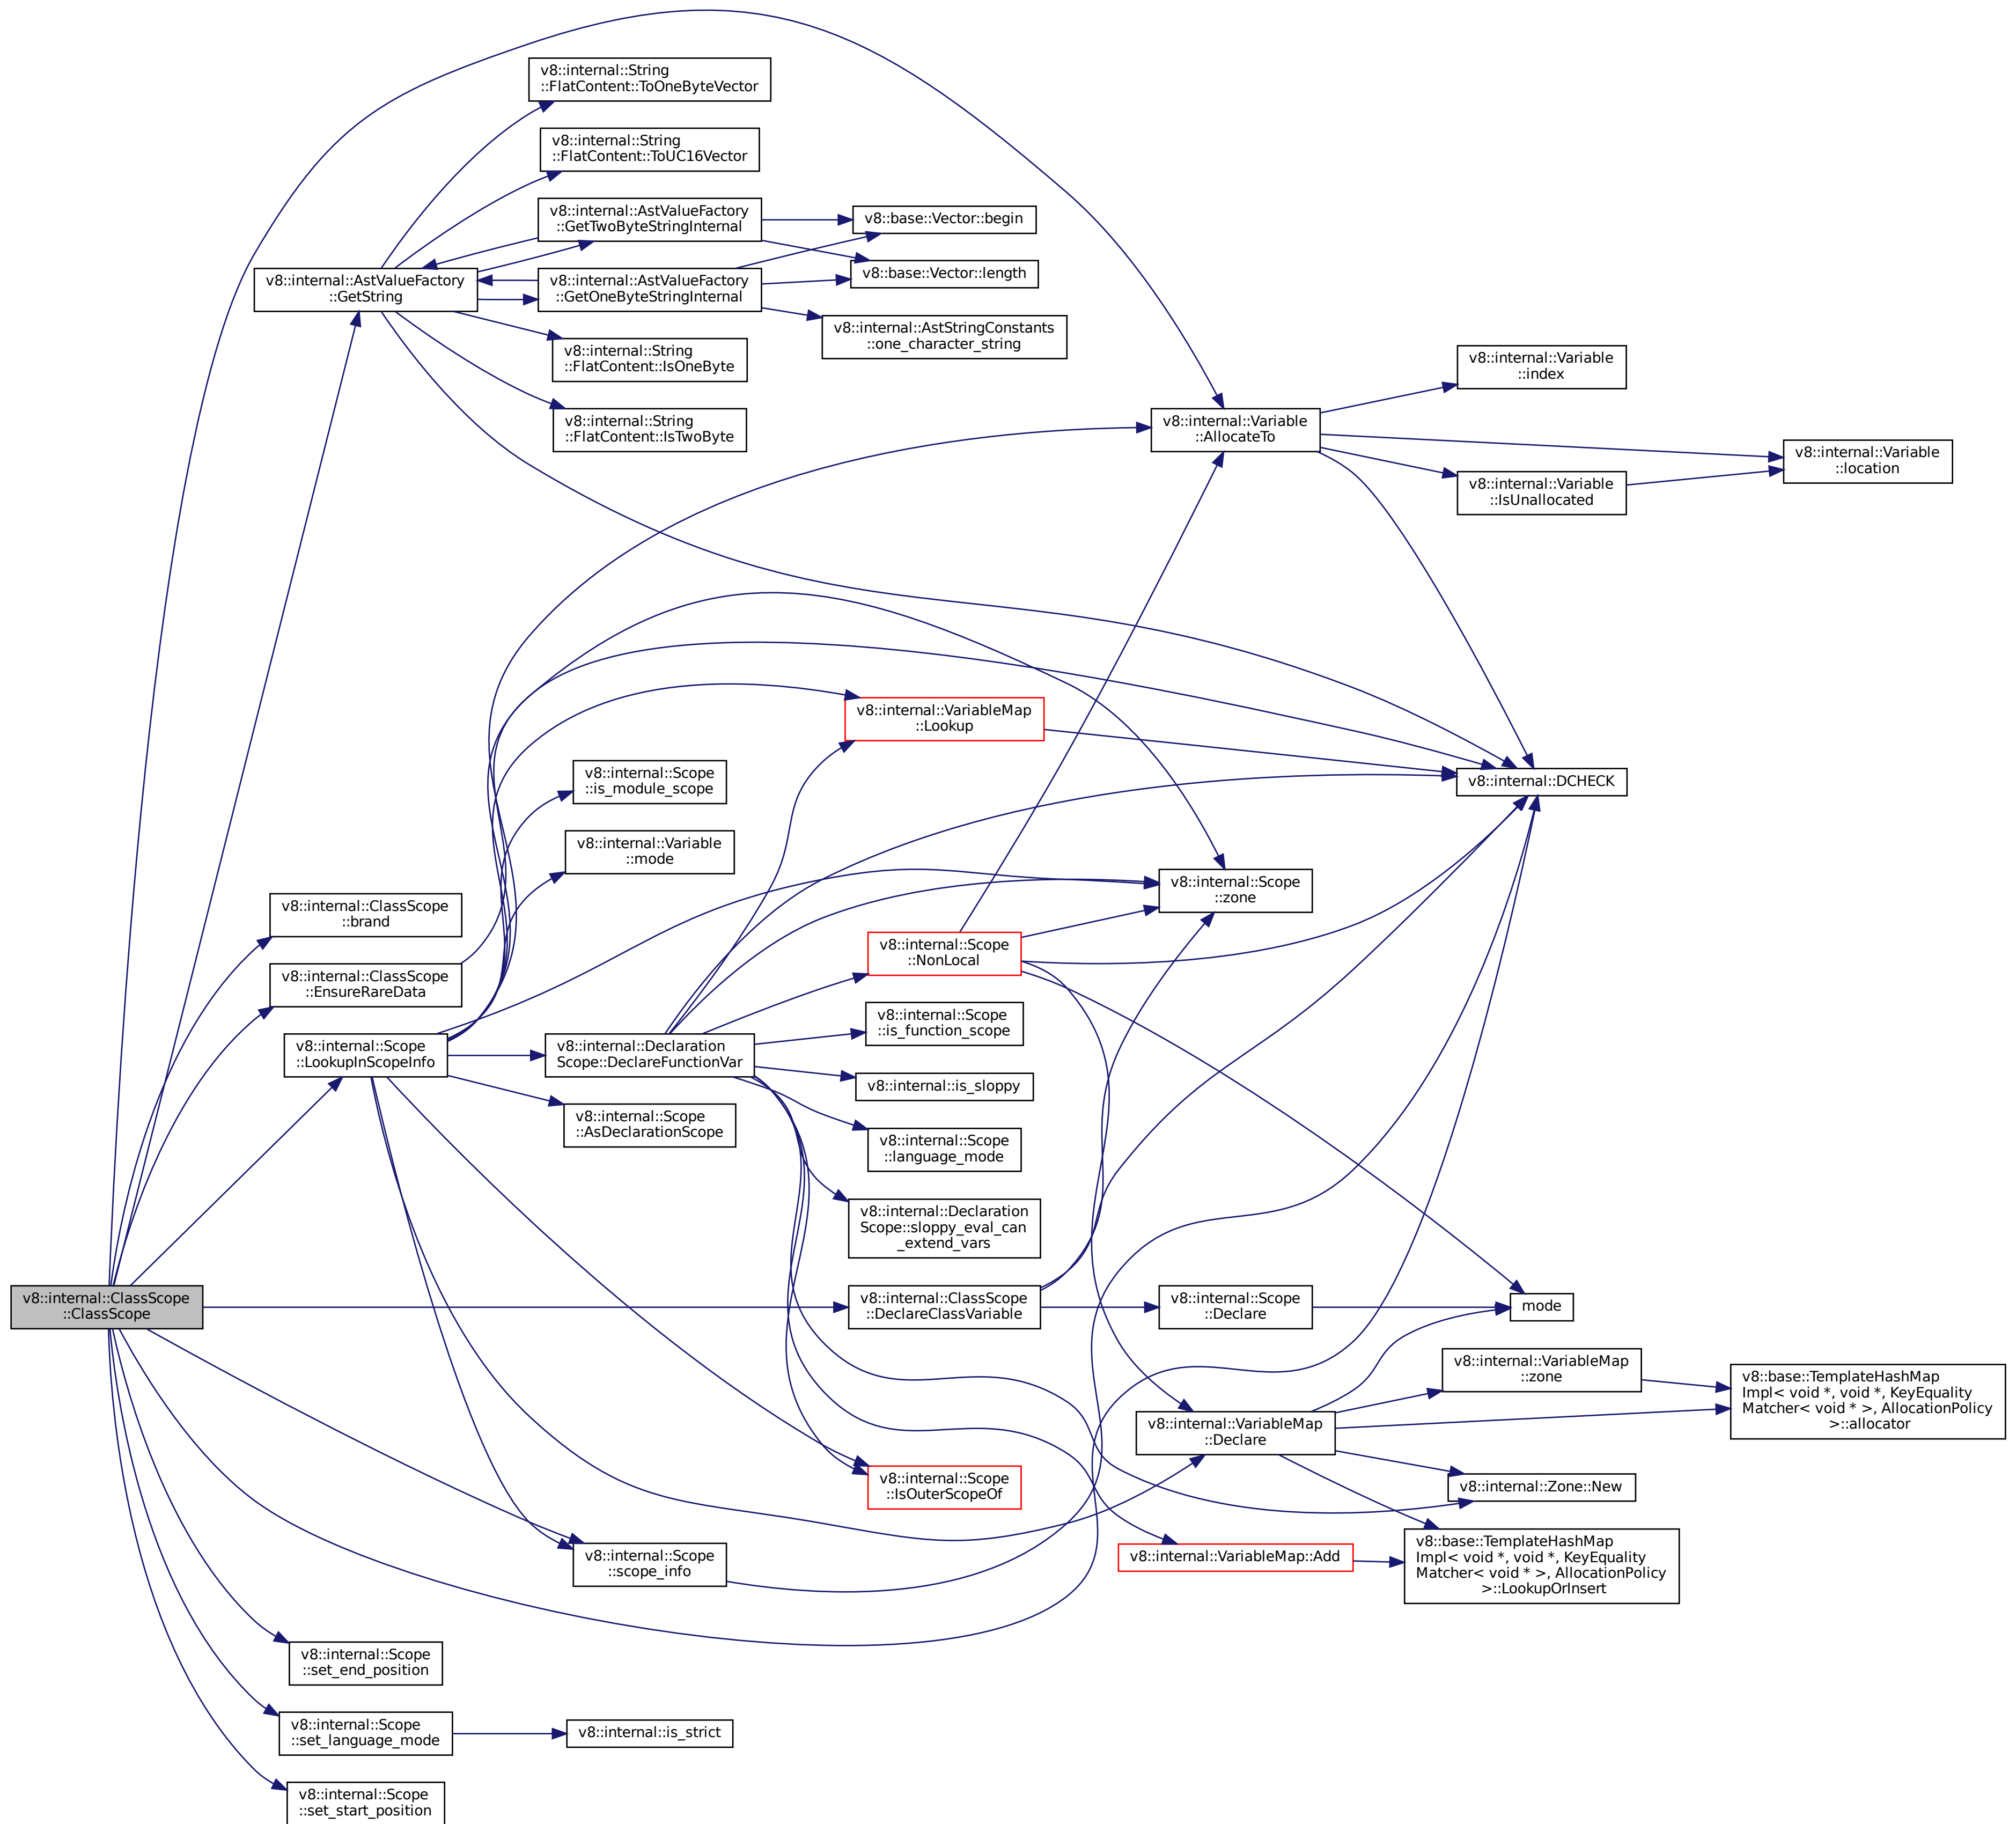 v8::internal::String
::FlatContent::ToOneByteVector
v8::internal::String
::FlatContent::ToUC16Vector
v8::internal::AstValueFactory
::GetTwoByteStringInternal
v8::base::Vector::begin
v8::base::Vector::length
v8::internal::AstValueFactory
::GetString
v8::internal::AstValueFactory
::GetOneByteStringInternal
v8::internal::AstStringConstants
::one_character_string
v8::internal::String
::FlatContent::IsOneByte
v8::internal::Variable
::index
v8::internal::String
::FlatContent::IsTwoByte
v8::internal::Variable
::AllocateTo
v8::internal::Variable
::location
v8::internal::Variable
::IsUnallocated
v8::internal::VariableMap
::Lookup
v8::internal::Scope
::is_module_scope
v8::internal::DCHECK
v8::internal::Variable
::mode
v8::internal::Scope
::zone
v8::internal::ClassScope
::brand
v8::internal::Scope
::NonLocal
v8::internal::ClassScope
::EnsureRareData
v8::internal::Scope
::is_function_scope
v8::internal::Scope
::LookupInScopeInfo
v8::internal::Declaration
Scope::DeclareFunctionVar
v8::internal::is_sloppy
v8::internal::Scope
::AsDeclarationScope
v8::internal::Scope
::language_mode
v8::internal::Declaration
Scope::sloppy_eval_can
_extend_vars
v8::internal::ClassScope
::ClassScope
v8::internal::ClassScope
::DeclareClassVariable
v8::internal::Scope
::Declare
mode
v8::internal::VariableMap
::zone
v8::base::TemplateHashMap
Impl< void *, void *, KeyEquality
Matcher< void * >, AllocationPolicy
>::allocator
v8::internal::VariableMap
::Declare
v8::internal::Scope
::IsOuterScopeOf
v8::internal::Zone::New
v8::internal::Scope
::scope_info
v8::internal::VariableMap::Add
v8::base::TemplateHashMap
Impl< void *, void *, KeyEquality
Matcher< void * >, AllocationPolicy
>::LookupOrInsert
v8::internal::Scope
::set_end_position
v8::internal::Scope
::set_language_mode
v8::internal::is_strict
v8::internal::Scope
::set_start_position